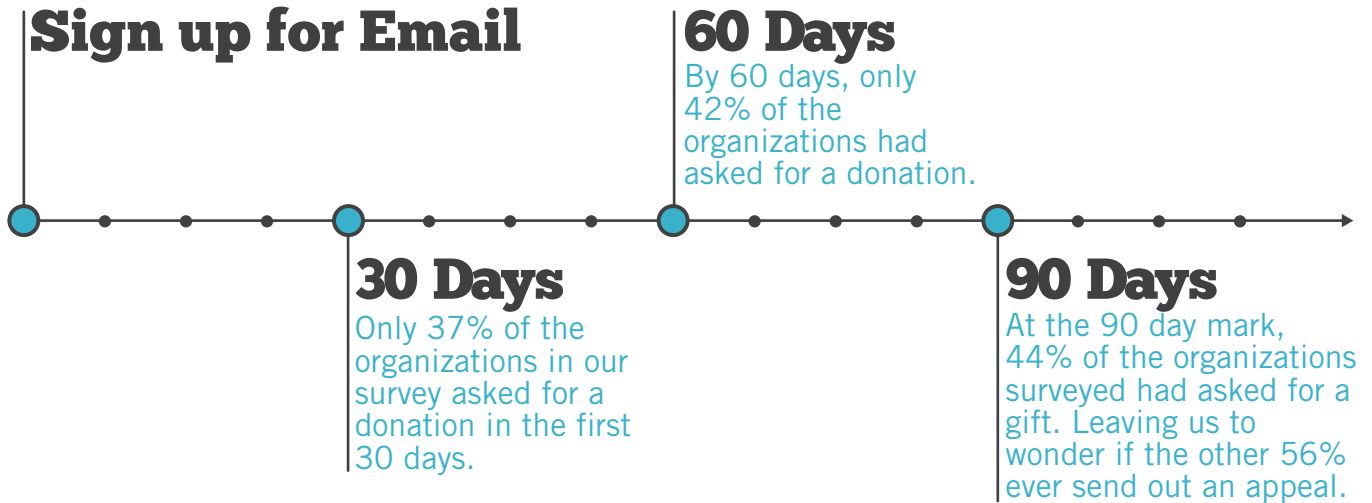 Sign up for Email
30 Days
Only 37% of the
organizations in our
survey asked for a
donation in the first
30 days.
60 Days
By 60 days, only
42% of the
organizations had
asked for a donation.
90 Days
At the 90 day mark,
44% of the organizations
surveyed had asked for a
gift. Leaving us to
wonder if the other 56%
ever send out an appeal.